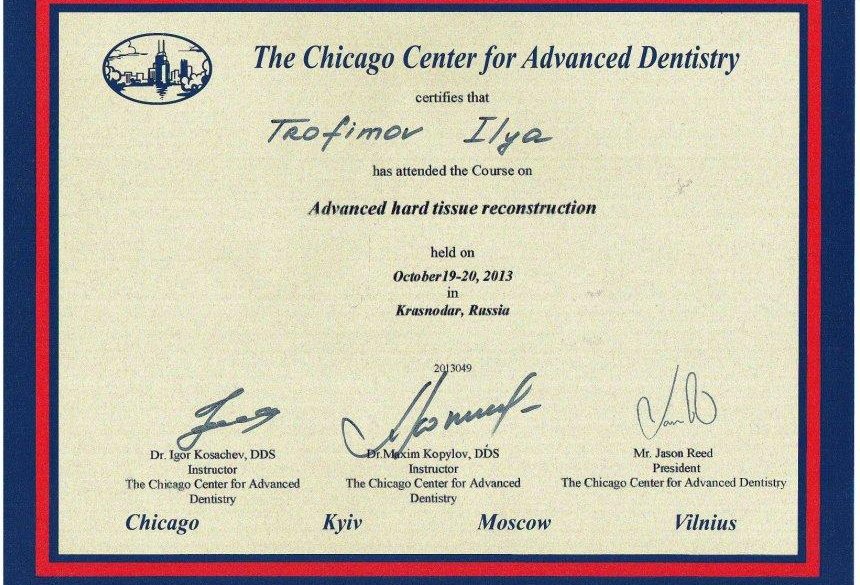 The Chicago Center for Advanced Dentistry
certifies that
Trofimov Ilya
has attended the Course on
Advanced hard tissue reconstruction
held on
October19-20, 2013
in
Krasnodar, Russia
2013049
Dr. Igor Kosachev, DDS
Instructor
The Chicago Center for Advanced
Dentistry
Dr.Maxim Kopylov, DDS
Instructor
The Chicago Center for Advanced
Dentistry
Mr. Jason Reed
President
The Chicago Center for Advanced Dentistry
Chicago Kyiv Moscow Vilnius